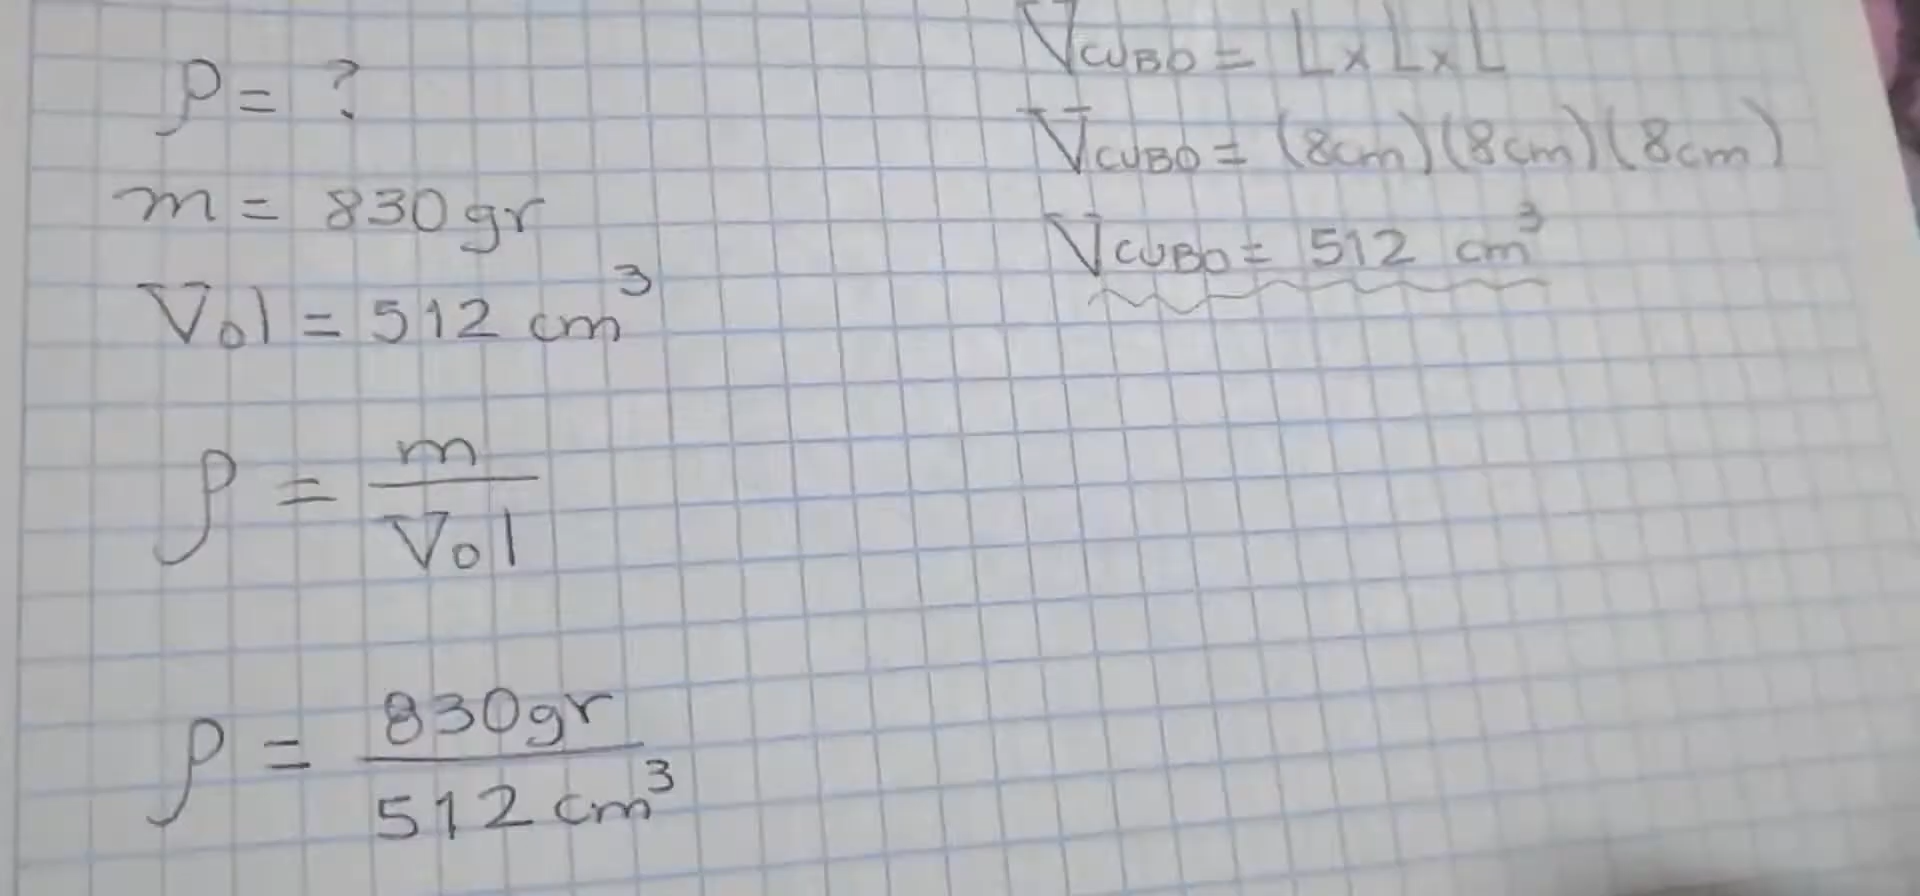 ρ = ?
m = 830 gr
Vol = 512 cm³
ρ = m / Vol
ρ = 830 gr / 512 cm³
VCUBO = L x L x L
VCUBO = (8cm)(8cm)(8cm)
VCUBO = 512 cm³